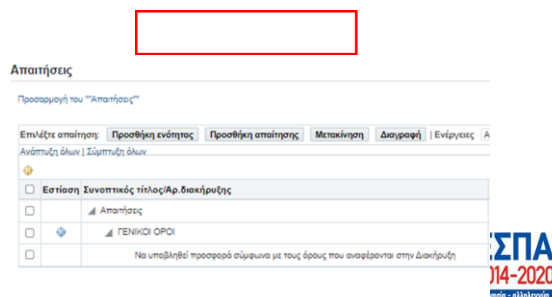 Απαιτήσεις
Προσαρμογή του ""Απαιτήσεις""
Επιλέξτε απαίτηση: Προσθήκη ενότητας Προσθήκη απαίτησης Μετακίνηση Διαγραφή | Ενέργειες
Ανάπτυξη όλων | Σύμπτυξη όλων
Εστίαση Συνοπτικός τίτλος/Αρ.διακήρυξης
Απαιτήσεις
ΓΕΝΙΚΟΙ ΟΡΟΙ
Να υποβληθεί προσφορά σύμφωνα με τους όρους που αναφέρονται στην Διακήρυξη
ΕΣΠΑ
014-2020